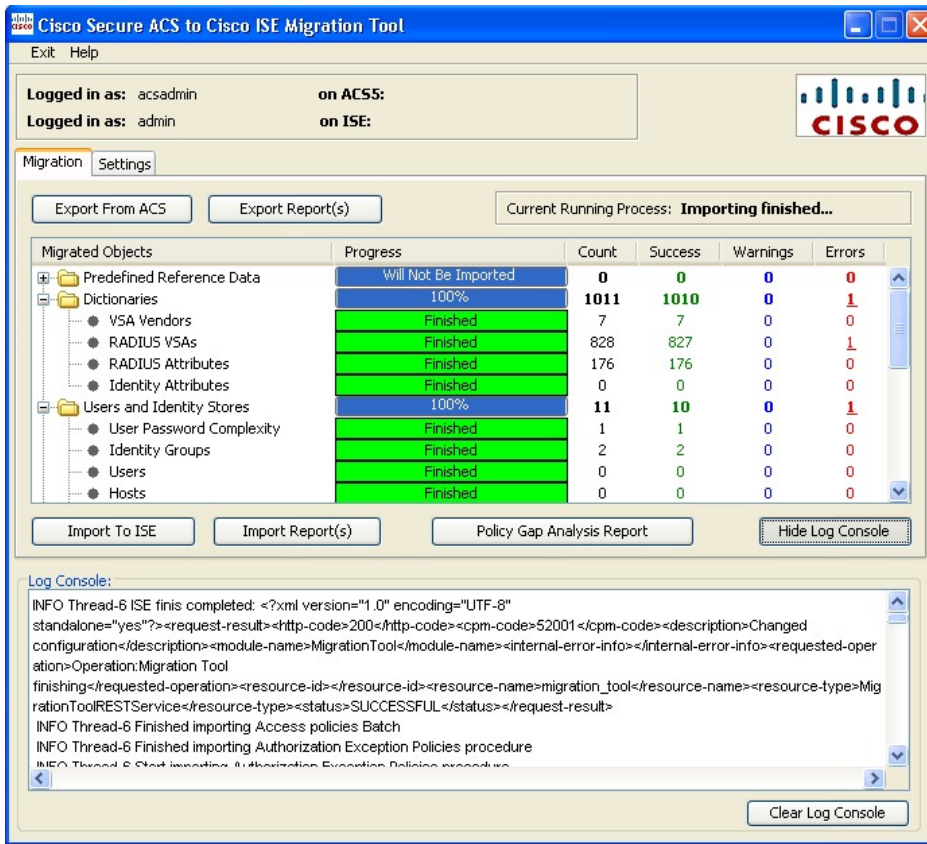 Cisco Secure ACS to Cisco ISE Migration Tool
Exit Help
Logged in as: acsadmin on ACS5:
Logged in as: admin on ISE:
CISCO
Migration Settings
Export From ACS Export Report(s) Current Running Process: Importing finished...
Migrated Objects Progress Count Success Warnings Errors
Predefined Reference Data Will Not Be Imported 0 0 0 0
Dictionaries 100% 1011 1010 0 1
VSA Vendors Finished 7 7 0 0
RADIUS VSAs Finished 828 827 0 1
RADIUS Attributes Finished 176 176 0 0
Identity Attributes Finished 0 0 0 0
Users and Identity Stores 100% 11 10 0 1
User Password Complexity Finished 1 1 0 0
Identity Groups Finished 2 2 0 0
Users Finished 0 0 0 0
Hosts Finished 0 0 0 0
Import To ISE Import Report(s) Policy Gap Analysis Report Hide Log Console
Log Console:
INFO Thread-6 ISE finis completed: <?xml version="1.0" encoding="UTF-8"
standalone="yes"?><request-result><http-code>200</http-code><cpm-code>52001</cpm-code><description>Changed
configuration</description><module-name>MigrationTool</module-name><internal-error-info></internal-error-info><requested-oper
ation>Operation:Migration Tool
finishing</requested-operation><resource-id></resource-id><resource-name>migration_tool</resource-name><resource-type>Mig
rationToolRESTService</resource-type><status>SUCCESSFUL</status></request-result>
INFO Thread-6 Finished importing Access policies Batch
INFO Thread-6 Finished importing Authorization Exception Policies procedure
INFO Thread-6 Start importing Authorization Exception Policies procedure
Clear Log Console